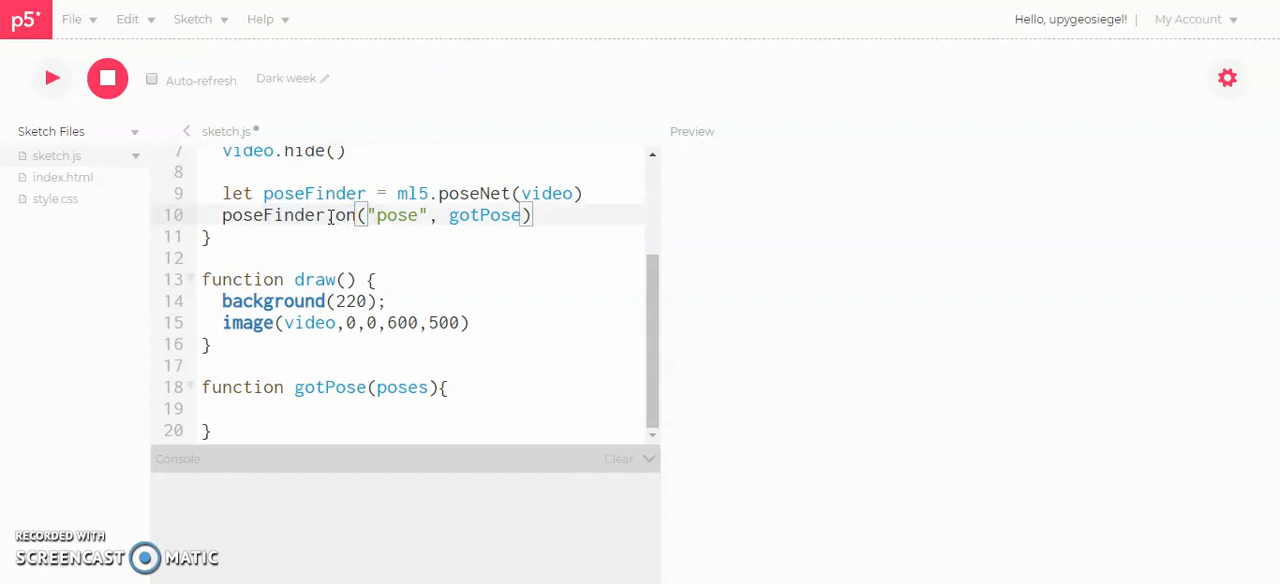 p5* File Edit Sketch Help Hello, upygeosiegel! | My Account
Auto-refresh Dark week
Sketch Files sketch.js Preview
sketch.js
index.html
style.css
7 video.hide()
8
9 let poseFinder = ml5.poseNet(video)
10 poseFinder.on("pose", gotPose)
11 }
12
13 function draw() {
14 background(220);
15 image(video,0,0,600,500)
16 }
17
18 function gotPose(poses){
19
20 }
Console Clear
RECORDED WITH
SCREENCAST MATIC